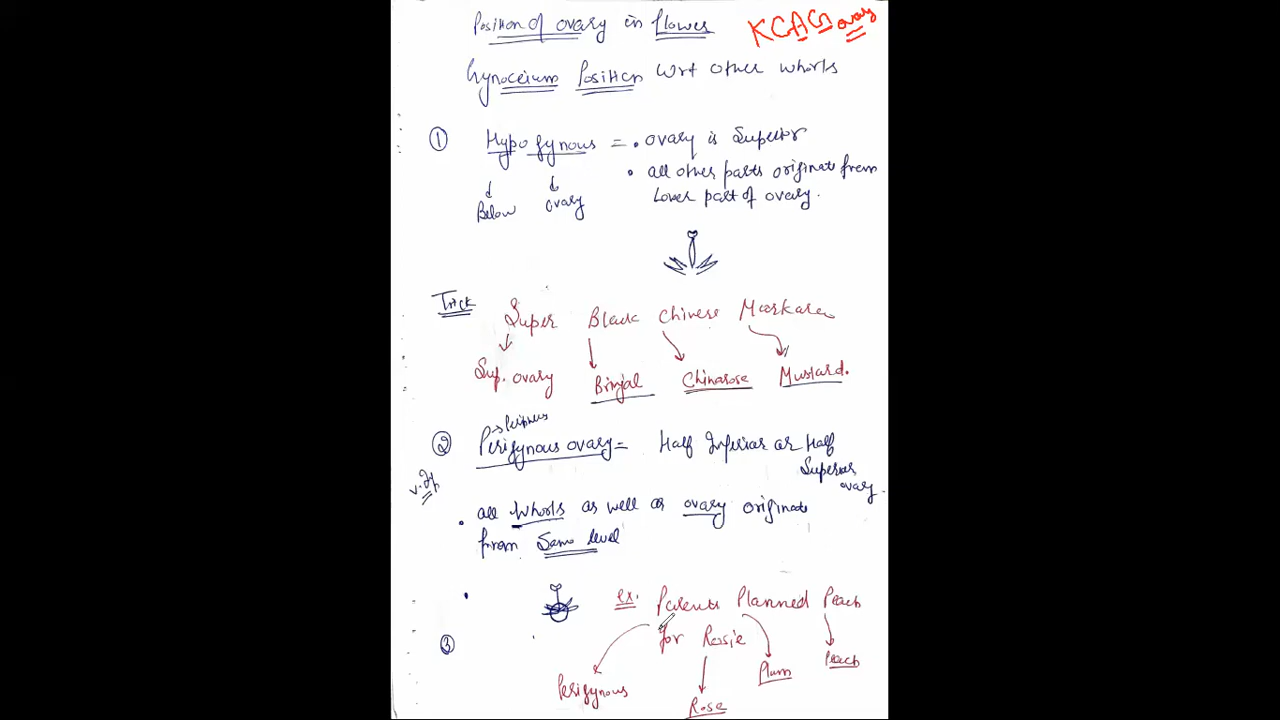 Position of ovary in flower
KCAG ovary
Gynoceium Position wrt other whorls
① Hypogynous = • ovary is Superior
• all other parts originate from
Lower part of ovary.
Below ovary
Trick
Super Black Chinese
Sup. ovary Brinjal Chinarose Mustard.
② Perigynous ovary = Half Inferior or Half
Superior
ovary.
v. Ip
• all Whorls as well as ovary originate
from Same level
ex. Parents Planned Peach
for Rosie
③
Perigynous Rose Plum Peach